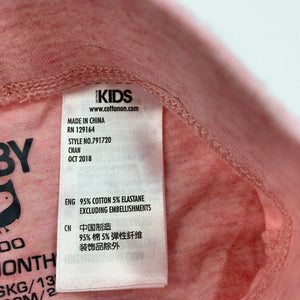 KIDS
www.cottonon.com
MADE IN CHINA
RN 129164
STYLE NO. 791720
CNAN
OCT 2018
ENG 95% COTTON 5% ELASTANE
EXCLUDING EMBELLISHMENTS
CN 中国制造
95% 棉 5% 弹性纤维
装饰品除外
BY
OO
MONTH